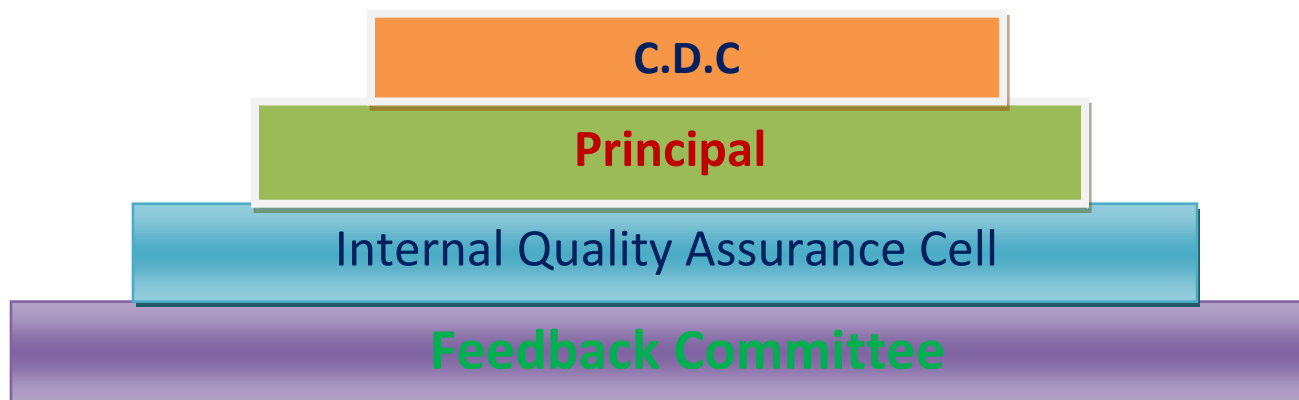 C.D.C
Principal
Internal Quality Assurance Cell
Feedback Committee